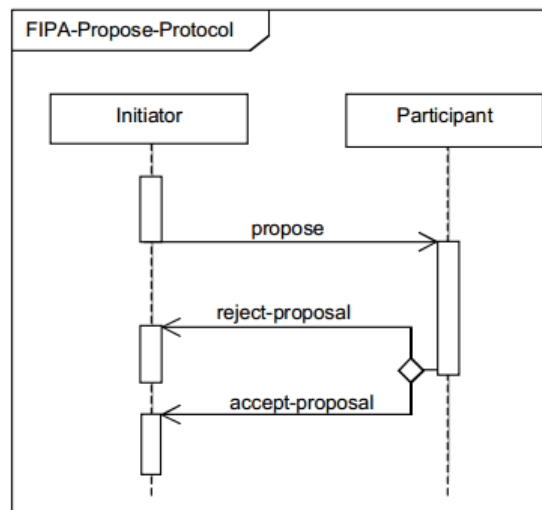 FIPA-Propose-Protocol
Initiator
Participant
propose
reject-proposal
accept-proposal